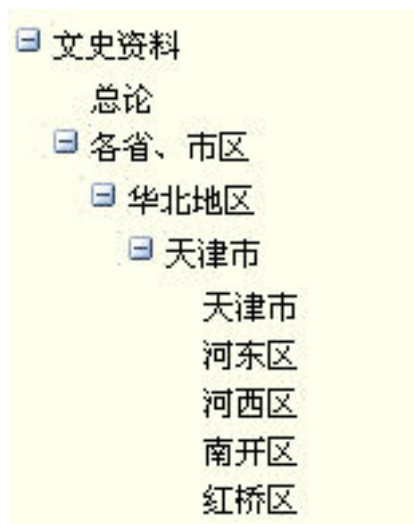 文史资料
总论
各省、市区
华北地区
天津市
天津市
河东区
河西区
南开区
红桥区